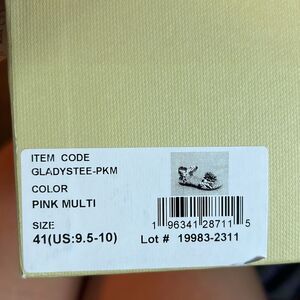 ITEM CODE
GLADYSTEE-PKM
COLOR
PINK MULTI
SIZE
41(US:9.5-10)
1 96341 28711 5
Lot # 19983-2311